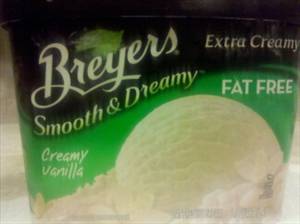 Breyers
Extra Creamy
Smooth & Dreamy
FAT FREE
Creamy
Vanilla